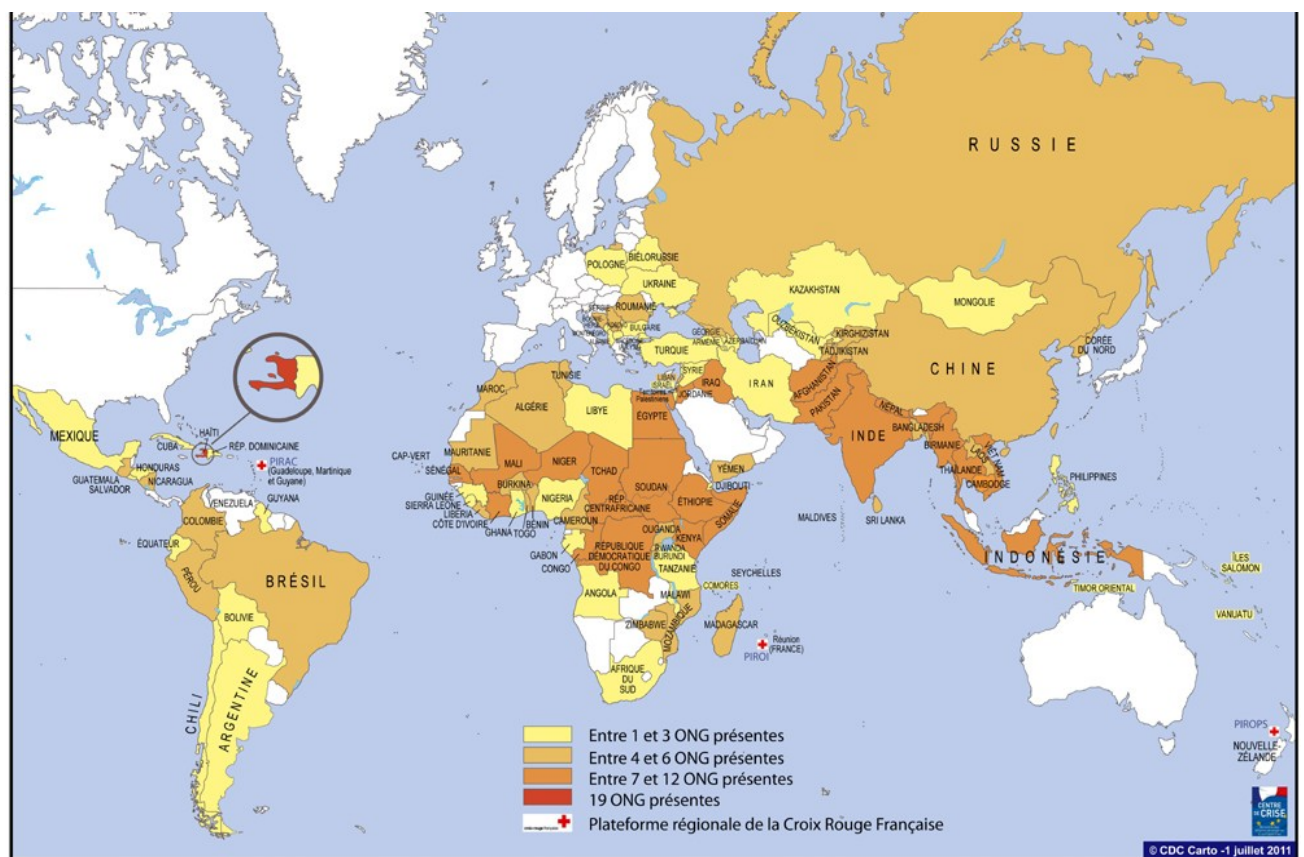 RUSSIE
POLOGNE
BIÉLORUSSIE
UKRAINE
KAZAKHSTAN
MONGOLIE
ROUMANIE
BULGARIE
GÉORGIE
ARMÉNIE
AZERBAÏDJAN
OUZBÉKISTAN
KIRGHIZISTAN
TADJIKISTAN
TURQUIE
CORÉE
DU NORD
CHINE
SYRIE
LIBAN
ISRAËL
Territoires
Palestiniens
JORDANIE
IRAQ
IRAN
AFGHANISTAN
PAKISTAN
NÉPAL
INDE
BANGLADESH
BIRMANIE
LAOS
VIETNAM
THAÏLANDE
CAMBODGE
PHILIPPINES
TUNISIE
MAROC
ALGÉRIE
LIBYE
ÉGYPTE
MEXIQUE
HAÏTI
CUBA
RÉP. DOMINICAINE
PIRAC
(Guadeloupe, Martinique
et Guyane)
HONDURAS
GUATEMALA
SALVADOR
NICARAGUA
VENEZUELA
GUYANA
COLOMBIE
ÉQUATEUR
PÉROU
BRÉSIL
BOLIVIE
CHILI
ARGENTINE
CAP-VERT
MAURITANIE
SÉNÉGAL
MALI
NIGER
TCHAD
SOUDAN
YÉMEN
DJIBOUTI
BURKINA
GUINÉE
SIERRA LEONE
LIBÉRIA
CÔTE D'IVOIRE
GHANA
TOGO
BÉNIN
NIGERIA
CAMEROUN
RÉP.
CENTRAFRICAINE
ÉTHIOPIE
SOMALIE
OUGANDA
KENYA
RWANDA
BURUNDI
GABON
CONGO
RÉPUBLIQUE
DÉMOCRATIQUE
DU CONGO
TANZANIE
SEYCHELLES
COMORES
ANGOLA
MALAWI
ZIMBABWE
MOZAMBIQUE
MADAGASCAR
AFRIQUE
DU
SUD
Réunion
(FRANCE)
PIROI
MALDIVES
SRI LANKA
INDONÉSIE
TIMOR ORIENTAL
ÎLES
SALOMON
VANUATU
PIROPS
NOUVELLE-
ZÉLANDE
Entre 1 et 3 ONG présentes
Entre 4 et 6 ONG présentes
Entre 7 et 12 ONG présentes
19 ONG présentes
Plateforme régionale de la Croix Rouge Française
CENTRE
DE CRISE
© CDC Carto -1 juillet 2011